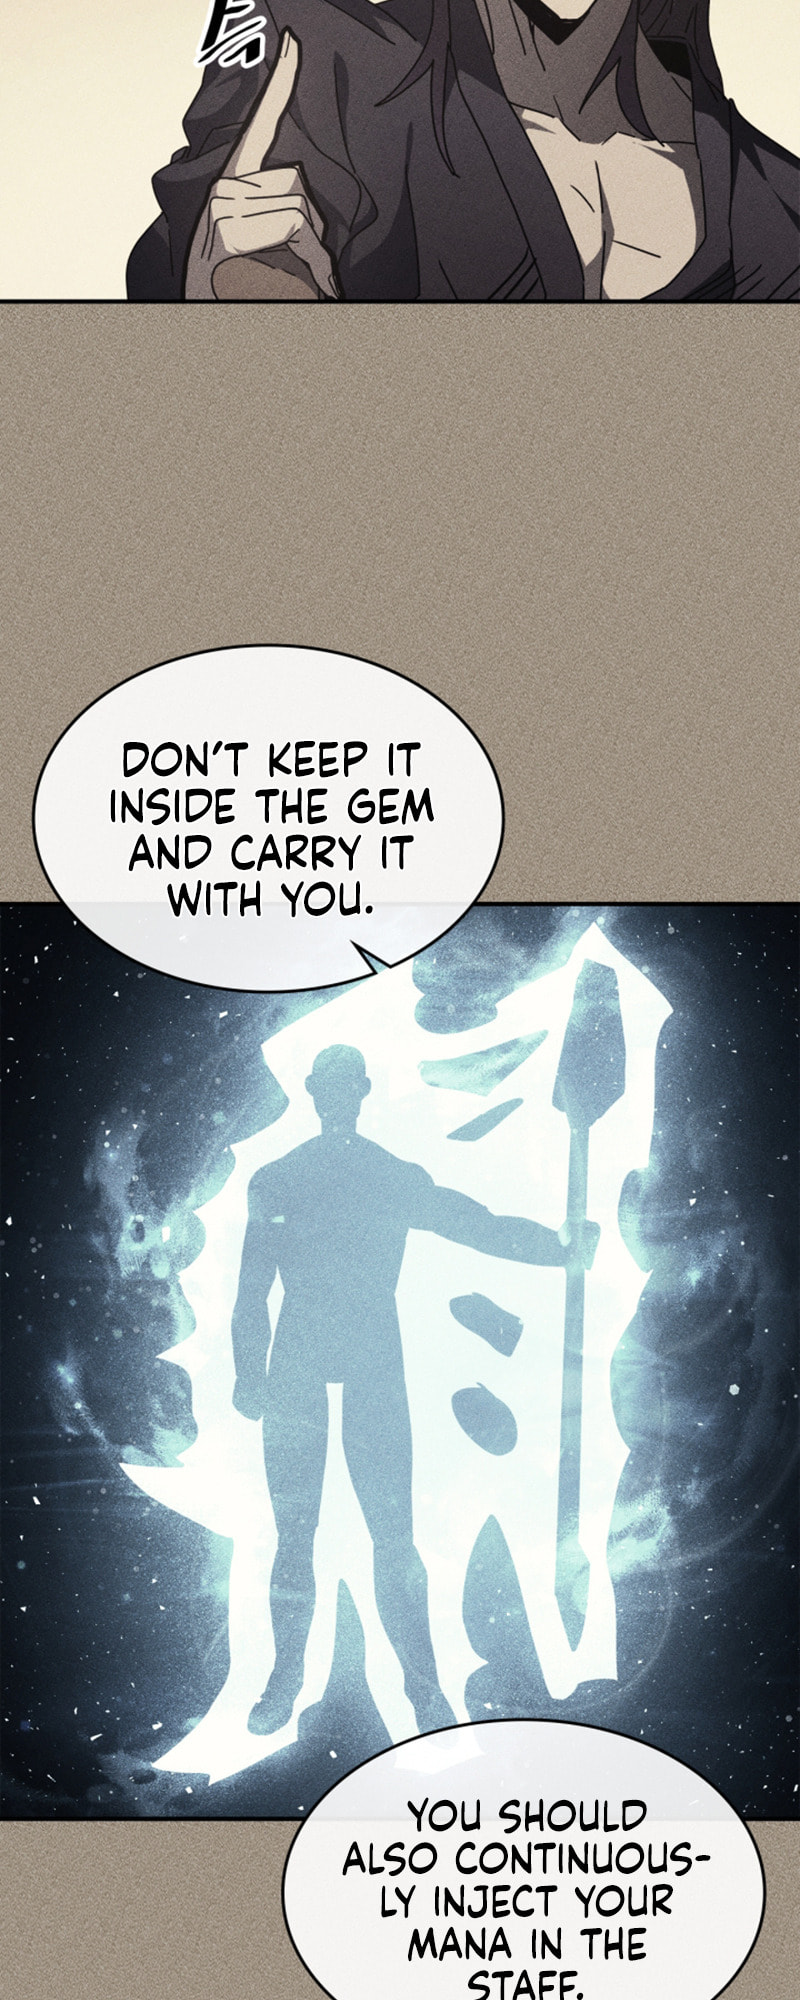 DON'T KEEP IT
INSIDE THE GEM
AND CARRY IT
WITH YOU.
YOU SHOULD
ALSO CONTINUOUS-
LY INJECT YOUR
MANA IN THE
STAFF.